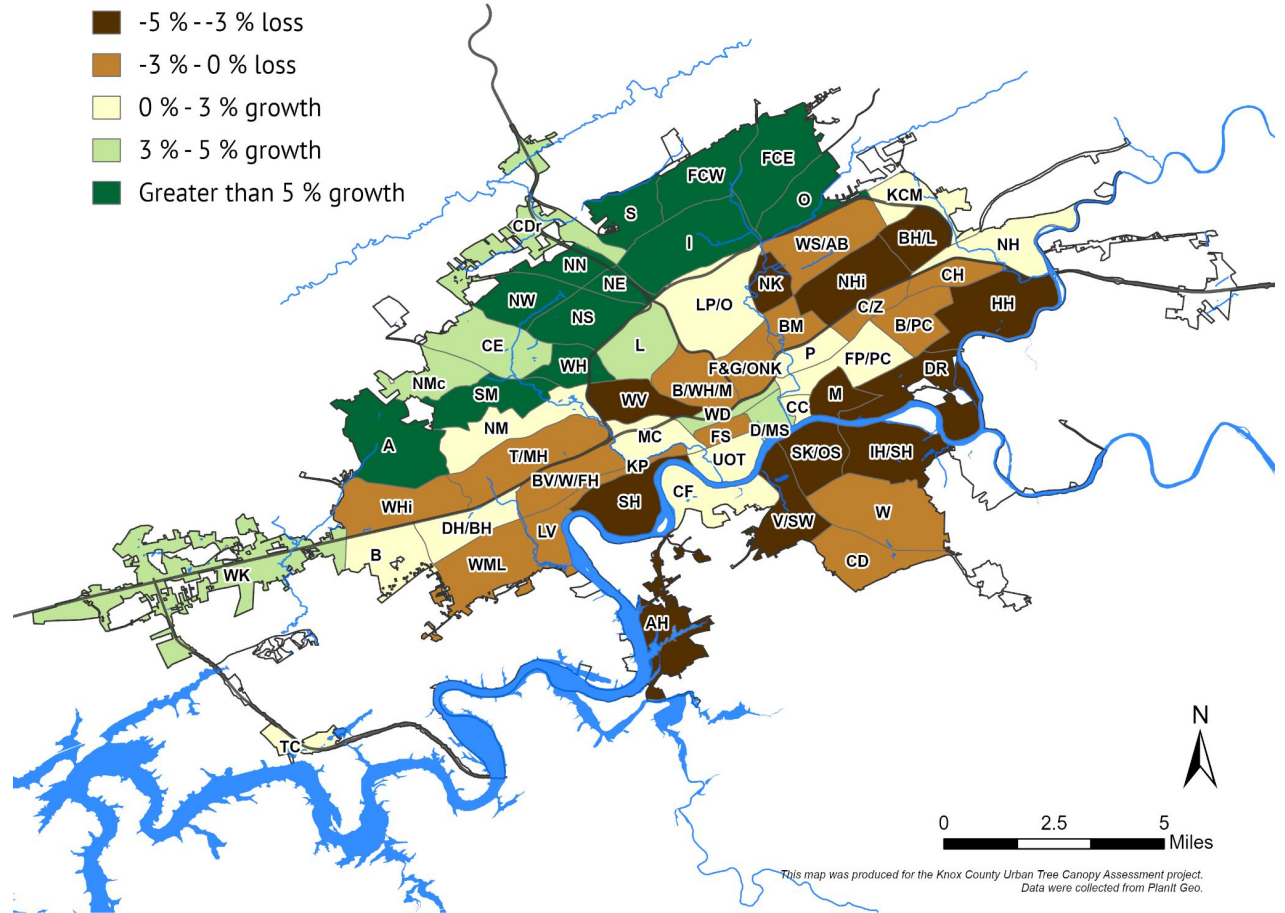 -5 % - -3 % loss
-3 % - 0 % loss
0 % - 3 % growth
3 % - 5 % growth
Greater than 5 % growth
FCE
FCW
KCM
O
S
CDr
BH/L
I
WS/AB
NH
NN
CH
NE
NK
NHi
NW
HH
LP/O
C/Z
NS
BM
B/PC
CE
L
P
FP/PC
WH
F&G/ONK
DR
NMc
B/WH/M
SM
WV
M
CC
WD
NM
D/MS
MC
FS
A
SK/OS
IH/SH
T/MH
UOT
KP
BV/W/FH
CF
SH
WHi
W
V/SW
DH/BH
LV
B
CD
WML
WK
AH
N
TC
0 2.5 5
Miles
This map was produced for the Knox County Urban Tree Canopy Assessment project.
Data were collected from PlanIt Geo.